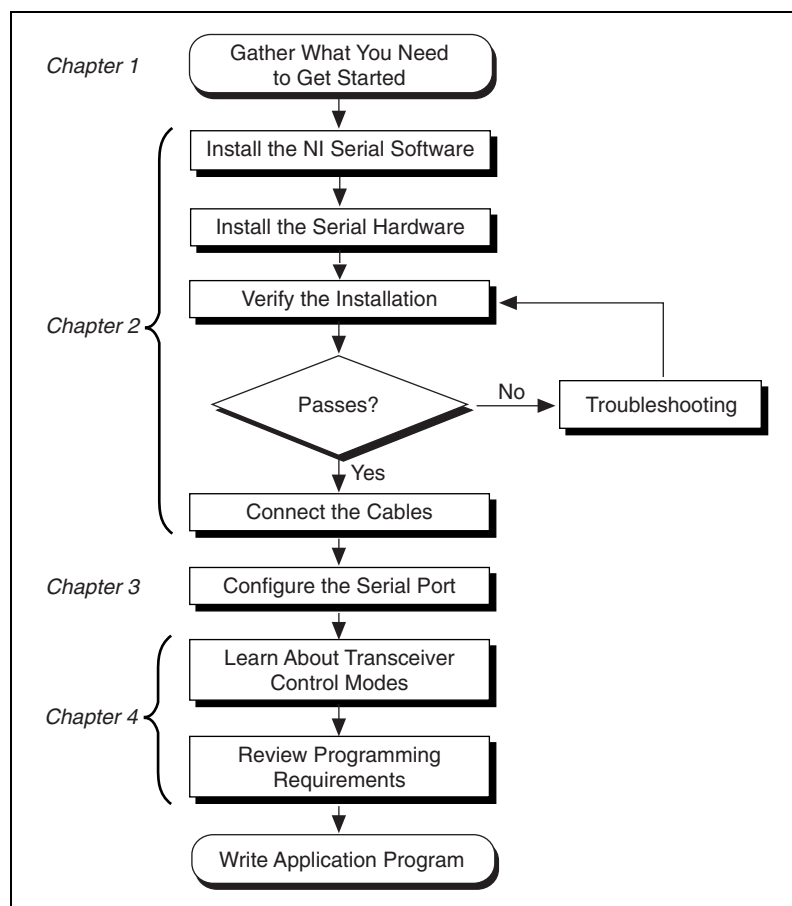 Chapter 1
Gather What You Need
to Get Started
Install the NI Serial Software
Install the Serial Hardware
Verify the Installation
Chapter 2
Passes?
No
Troubleshooting
Yes
Connect the Cables
Chapter 3
Configure the Serial Port
Learn About Transceiver
Control Modes
Chapter 4
Review Programming
Requirements
Write Application Program